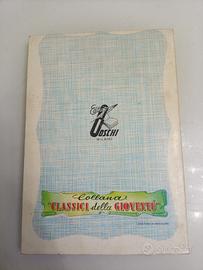 BOSCHI
MILANO
Collana
"CLASSICI della GIOVENTÙ"